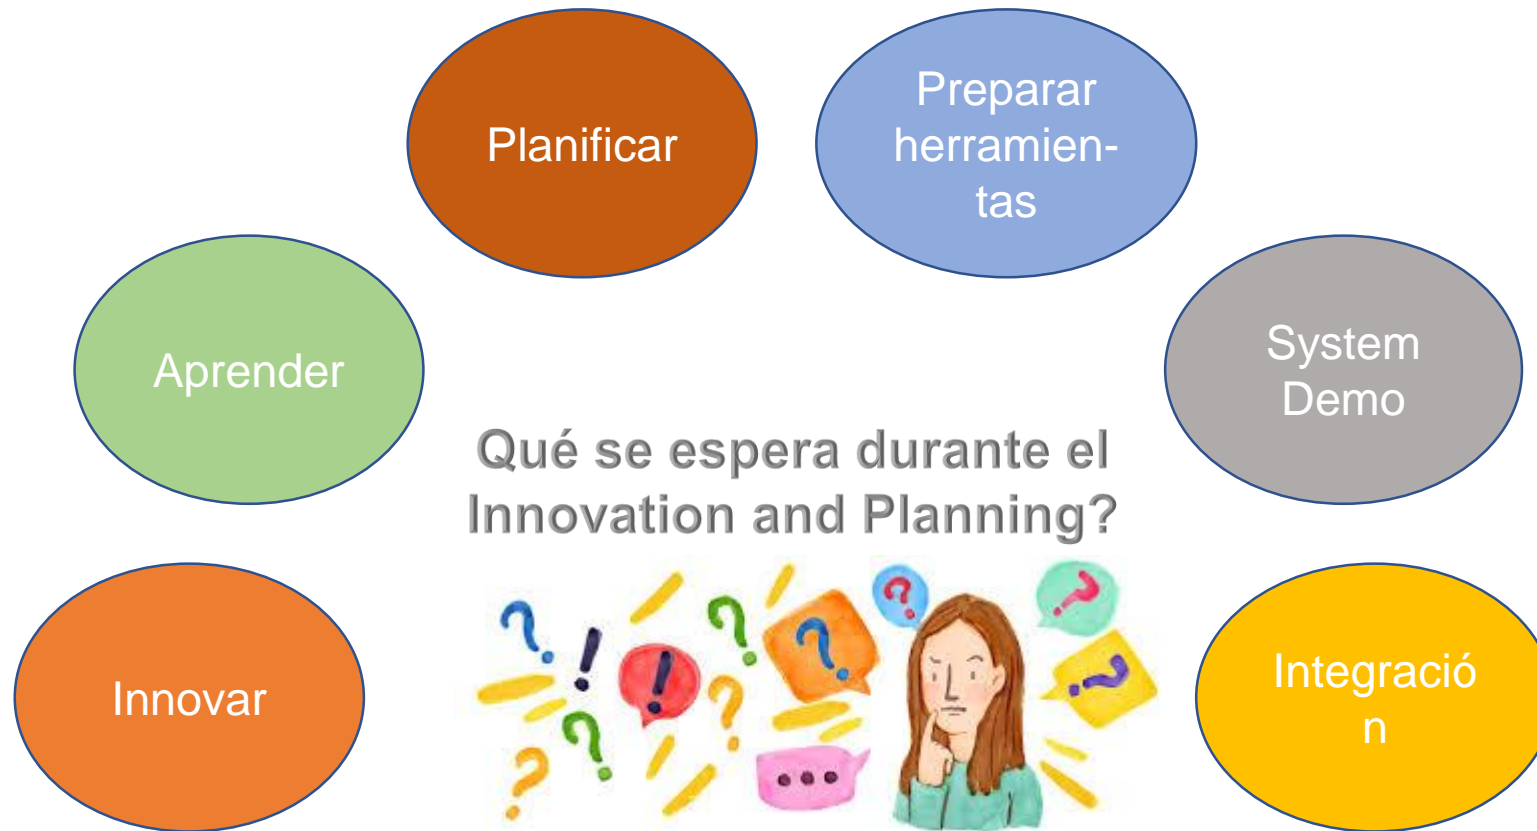 Planificar
Preparar
herramien-
tas
Aprender
System
Demo
Qué se espera durante el
Innovation and Planning?
Innovar
Integració
n